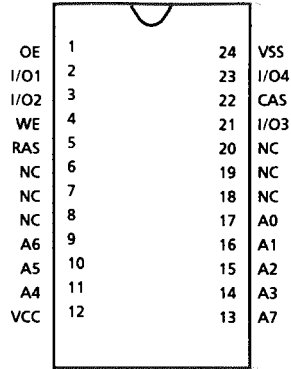 OE 1 24 VSS
I/O1 2 23 I/O4
I/O2 3 22 CAS
WE 4 21 I/O3
RAS 5 20 NC
NC 6 19 NC
NC 7 18 NC
NC 8 17 A0
A6 9 16 A1
A5 10 15 A2
A4 11 14 A3
VCC 12 13 A7